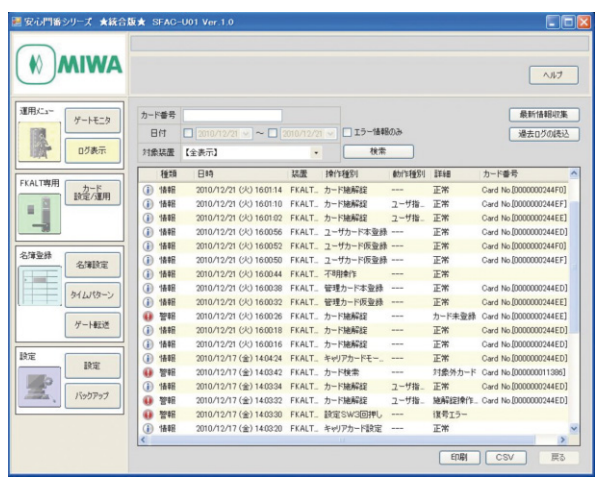 安心門番シリーズ ★統合版★ SFAC-U01 Ver.1.0
MIWA
ヘルプ
運用メニュー
ゲートモニタ
ログ表示
FKALT専用
カード
設定/運用
名簿登録
名簿設定
タイムパターン
ゲート転送
設定
設定
バックアップ
カード番号
最新情報収集
日付 2010/12/21 ～ 2010/12/21 エラー情報のみ
過去ログの読込
対象装置 【全表示】 検索
種類 日時 装置 操作種別 動作種別 詳細 カード番号
情報 2010/12/21 (火) 16:01:14 FKALT... カード施解錠 --- 正常 Card No.[0000000244F0]
情報 2010/12/21 (火) 16:01:10 FKALT... カード施解錠 ユーザ指... 正常 Card No.[0000000244EF]
情報 2010/12/21 (火) 16:01:02 FKALT... カード施解錠 ユーザ指... 正常 Card No.[0000000244EE]
情報 2010/12/21 (火) 16:00:56 FKALT... ユーザカード本登録 --- 正常 Card No.[0000000244ED]
情報 2010/12/21 (火) 16:00:52 FKALT... ユーザカード仮登録 --- 正常 Card No.[0000000244F0]
情報 2010/12/21 (火) 16:00:50 FKALT... ユーザカード仮登録 --- 正常 Card No.[0000000244EF]
情報 2010/12/21 (火) 16:00:44 FKALT... 不明操作 --- 正常
情報 2010/12/21 (火) 16:00:38 FKALT... 管理カード本登録 --- 正常 Card No.[0000000244ED]
情報 2010/12/21 (火) 16:00:32 FKALT... 管理カード仮登録 --- 正常 Card No.[0000000244EE]
警報 2010/12/21 (火) 16:00:26 FKALT... カード施解錠 --- カード未登録 Card No.[0000000244EE]
情報 2010/12/21 (火) 16:00:18 FKALT... カード施解錠 --- 正常 Card No.[0000000244ED]
情報 2010/12/21 (火) 16:00:16 FKALT... カード施解錠 --- 正常 Card No.[0000000244ED]
情報 2010/12/17 (金) 14:04:24 FKALT... キャリアカードモー... --- 正常 Card No.[0000000244ED]
警報 2010/12/17 (金) 14:03:42 FKALT... カード検索 --- 対象外カード Card No.[000000011386]
情報 2010/12/17 (金) 14:03:34 FKALT... カード施解錠 ユーザ指... 正常 Card No.[0000000244ED]
警報 2010/12/17 (金) 14:03:32 FKALT... カード施解錠 ユーザ指... 施解錠操作... Card No.[0000000244ED]
警報 2010/12/17 (金) 14:03:30 FKALT... 設定SW3回押し --- 復号エラー
情報 2010/12/17 (金) 14:03:20 FKALT... キャリアカード設定 --- 正常
印刷 CSV 戻る